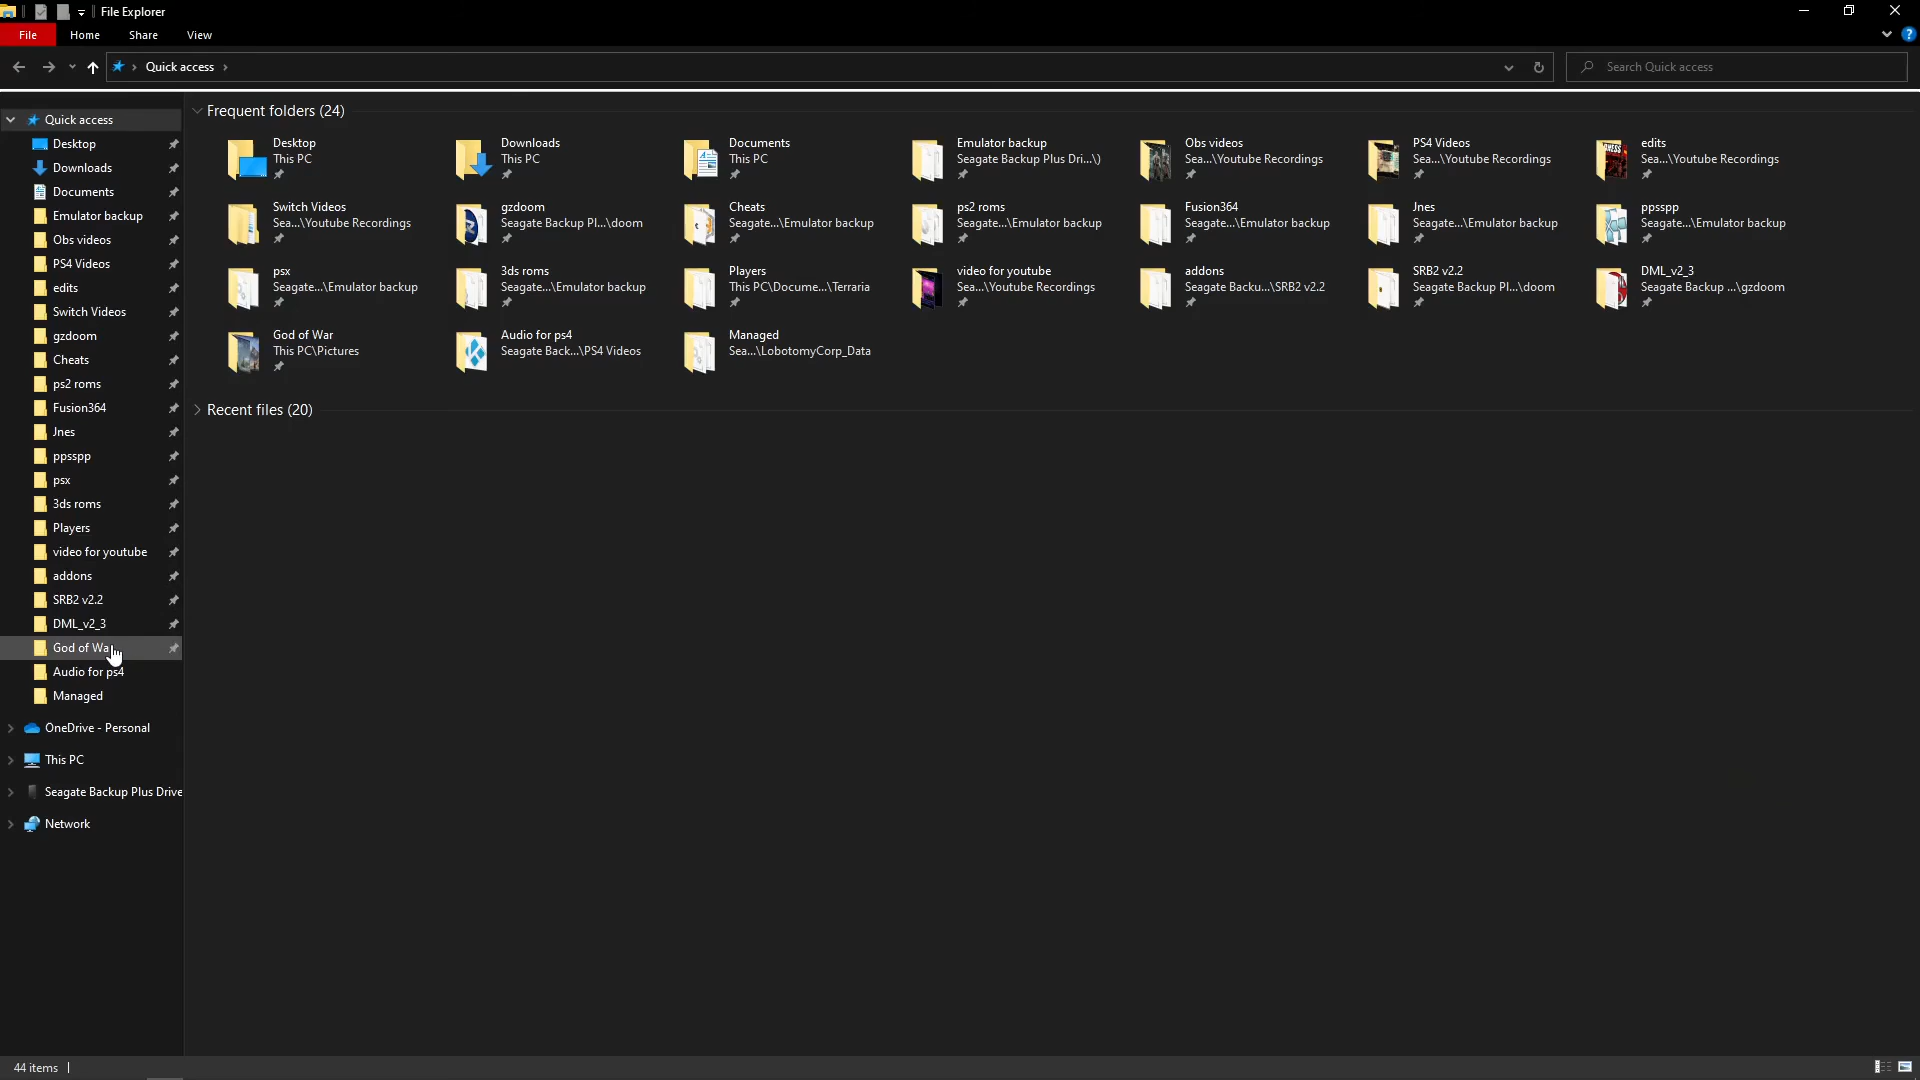 File Explorer
File Home Share View
Quick access
Search Quick access
Quick access
Desktop
Downloads
Documents
Emulator backup
Obs videos
PS4 Videos
edits
Switch Videos
gzdoom
Cheats
ps2 roms
Fusion364
Jnes
ppsspp
psx
3ds roms
Players
video for youtube
addons
SRB2 v2.2
DML_v2_3
God of Wa
Audio for ps4
Managed
OneDrive - Personal
This PC
Seagate Backup Plus Drive
Network
Frequent folders (24)
Desktop
This PC
Downloads
This PC
Documents
This PC
Emulator backup
Seagate Backup Plus Dri...\)
Obs videos
Sea...\Youtube Recordings
PS4 Videos
Sea...\Youtube Recordings
edits
Sea...\Youtube Recordings
Switch Videos
Sea...\Youtube Recordings
gzdoom
Seagate Backup Pl...\doom
Cheats
Seagate...\Emulator backup
ps2 roms
Seagate...\Emulator backup
Fusion364
Seagate...\Emulator backup
Jnes
Seagate...\Emulator backup
ppsspp
Seagate...\Emulator backup
psx
Seagate...\Emulator backup
3ds roms
Seagate...\Emulator backup
Players
This PC\Docume...\Terraria
video for youtube
Sea...\Youtube Recordings
addons
Seagate Backu...\SRB2 v2.2
SRB2 v2.2
Seagate Backup Pl...\doom
DML_v2_3
Seagate Backup ...\gzdoom
God of War
This PC\Pictures
Audio for ps4
Seagate Back...\PS4 Videos
Managed
Sea...\LobotomyCorp_Data
Recent files (20)
44 items